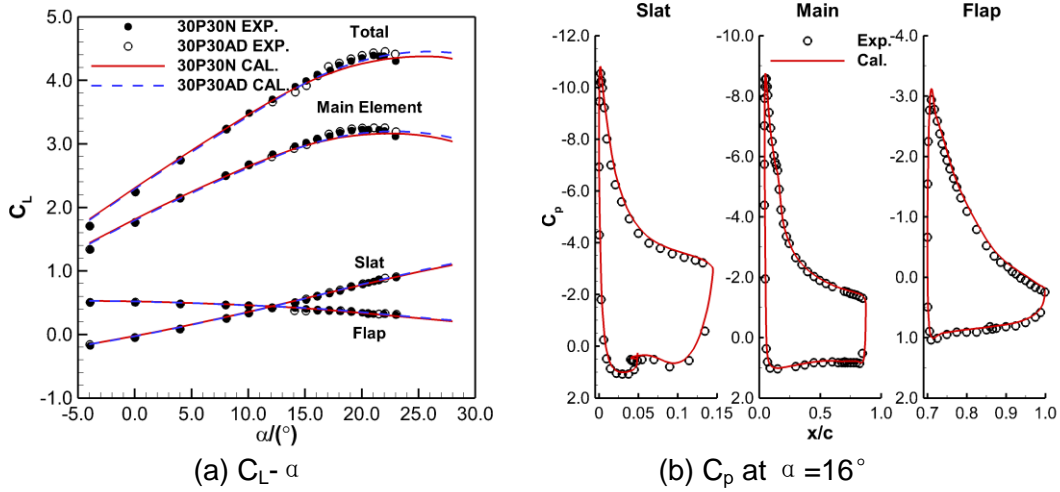 5.0
4.0
3.0
2.0
1.0
0.0
-1.0
C_L
30P30N EXP.
30P30AD EXP.
30P30N CAL.
30P30AD CAL.
Total
Main Element
Slat
Flap
-5.0 0.0 5.0 10.0 15.0 20.0 25.0 30.0
α/(°)
(a) C_L- α
Slat Main Flap
-12.0
-10.0
-8.0
-6.0
-4.0
-2.0
0.0
2.0
C_p
0 0.05 0.1 0.15
-10.0
-8.0
-6.0
-4.0
-2.0
0.0
2.0
Exp.
Cal.
0.0 0.5 1.0
x/c
-4.0
-3.0
-2.0
-1.0
0.0
1.0
2.0
0.7 0.8 0.9 1.0
(b) C_p at α =16°